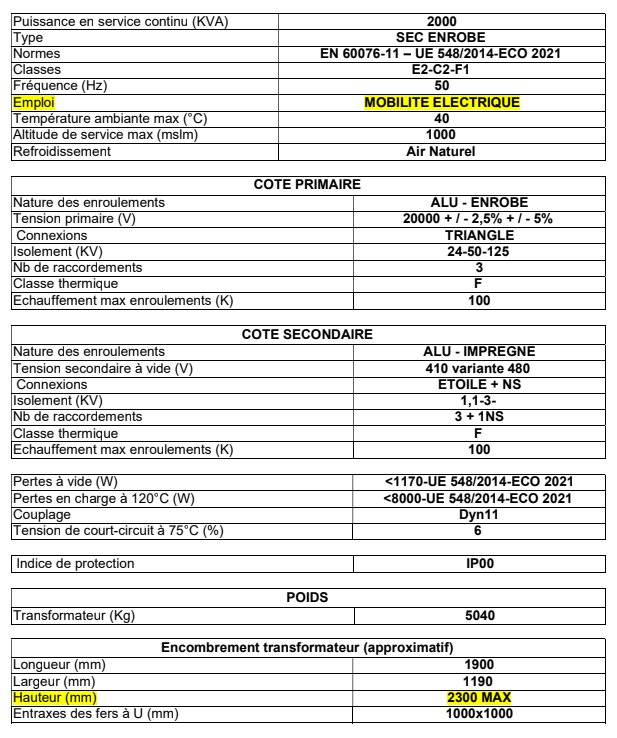 Puissance en service continu (KVA) 2000
Type SEC ENROBE
Normes EN 60076-11 – UE 548/2014-ECO 2021
Classes E2-C2-F1
Fréquence (Hz) 50
Emploi MOBILITE ELECTRIQUE
Température ambiante max (°C) 40
Altitude de service max (mslm) 1000
Refroidissement Air Naturel
COTE PRIMAIRE
Nature des enroulements ALU - ENROBE
Tension primaire (V) 20000 + / - 2,5% + / - 5%
Connexions TRIANGLE
Isolement (KV) 24-50-125
Nb de raccordements 3
Classe thermique F
Echauffement max enroulements (K) 100
COTE SECONDAIRE
Nature des enroulements ALU - IMPREGNE
Tension secondaire à vide (V) 410 variante 480
Connexions ETOILE + NS
Isolement (KV) 1,1-3-
Nb de raccordements 3 + 1NS
Classe thermique F
Echauffement max enroulements (K) 100
Pertes à vide (W) <1170-UE 548/2014-ECO 2021
Pertes en charge à 120°C (W) <8000-UE 548/2014-ECO 2021
Couplage Dyn11
Tension de court-circuit à 75°C (%) 6
Indice de protection IP00
POIDS
Transformateur (Kg) 5040
Encombrement transformateur (approximatif)
Longueur (mm) 1900
Largeur (mm) 1190
Hauteur (mm) 2300 MAX
Entraxes des fers à U (mm) 1000x1000